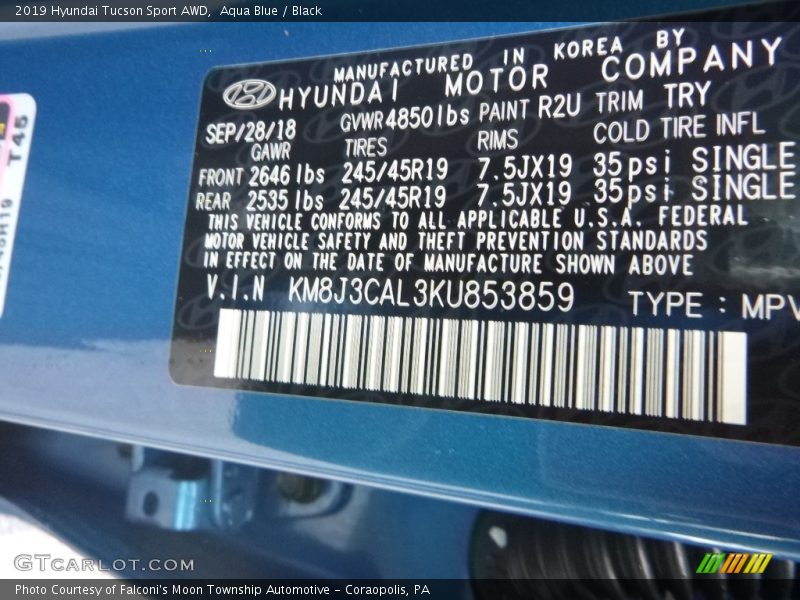 2019 Hyundai Tucson Sport AWD,  Aqua Blue / Black
MANUFACTURED IN KOREA BY
HYUNDAI MOTOR COMPANY
SEP/28/18 GVWR 4850lbs PAINT R2U TRIM TRY
GAWR TIRES RIMS COLD TIRE INFL
FRONT 2646 lbs 245/45R19 7.5JX19 35psi SINGLE
REAR 2535 lbs 245/45R19 7.5JX19 35psi SINGLE
THIS VEHICLE CONFORMS TO ALL APPLICABLE U.S.A. FEDERAL
MOTOR VEHICLE SAFETY AND THEFT PREVENTION STANDARDS
IN EFFECT ON THE DATE OF MANUFACTURE SHOWN ABOVE
V.I.N KM8J3CAL3KU853859 TYPE : MPV
T45
GTCARLOT.COM
Photo Courtesy of Falconi's Moon Township Automotive - Coraopolis, PA